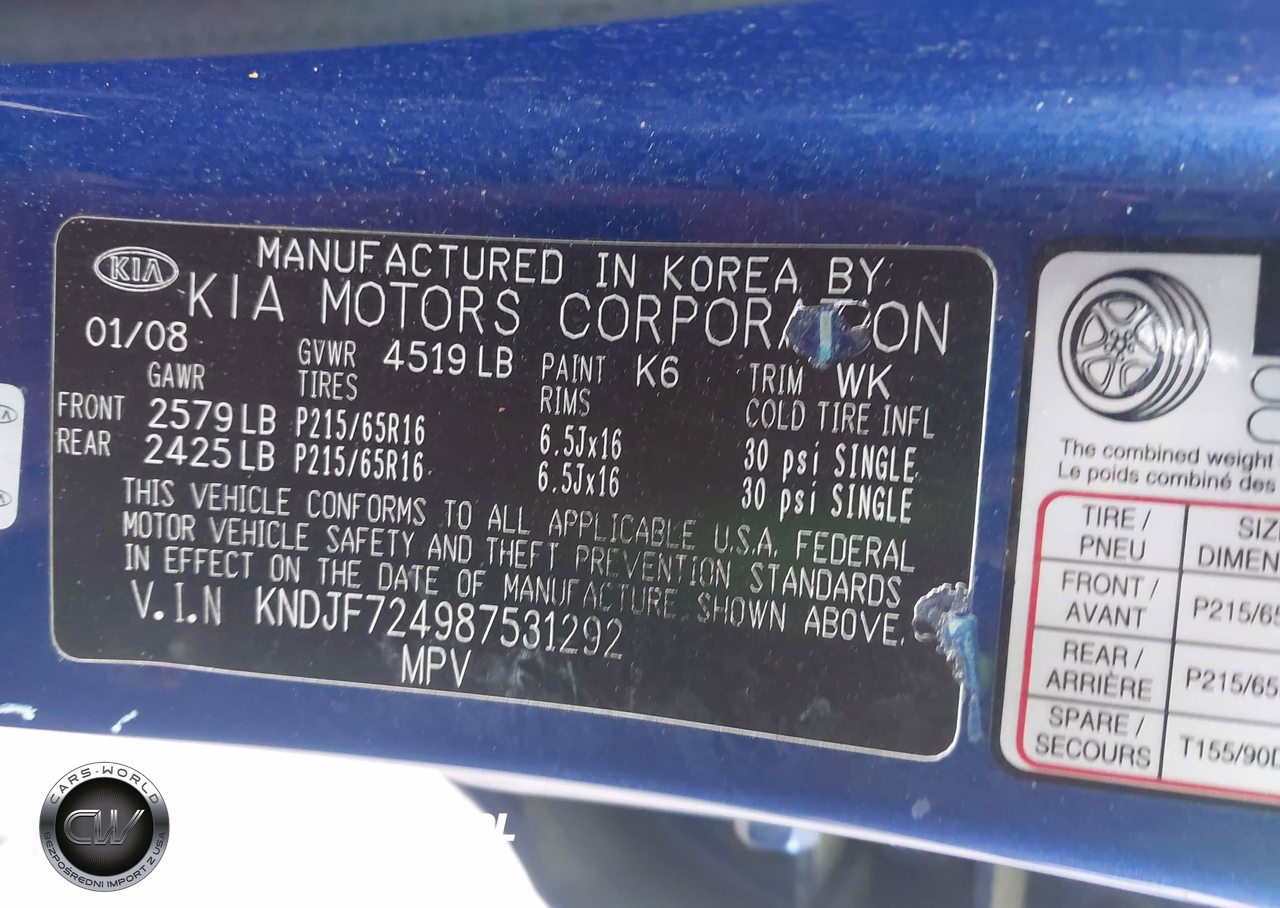 KIA
MANUFACTURED IN KOREA BY
KIA MOTORS CORPORATION
01/08 GVWR 4519 LB PAINT K6 TRIM WK
GAWR TIRES RIMS COLD TIRE INFL
FRONT 2579 LB P215/65R16 6.5Jx16 30 psi SINGLE
REAR 2425 LB P215/65R16 6.5Jx16 30 psi SINGLE
THIS VEHICLE CONFORMS TO ALL APPLICABLE U.S.A. FEDERAL
MOTOR VEHICLE SAFETY AND THEFT PREVENTION STANDARDS
IN EFFECT ON THE DATE OF MANUFACTURE SHOWN ABOVE.
V.I.N KNDJF724987531292
MPV
The combined weight
Le poids combiné des
TIRE / PNEU
FRONT / AVANT P215/65
REAR / ARRIÈRE P215/65
SPARE / SECOURS T155/90D
CARS-WORLD
CW
BEZPOŚREDNI IMPORT Z USA